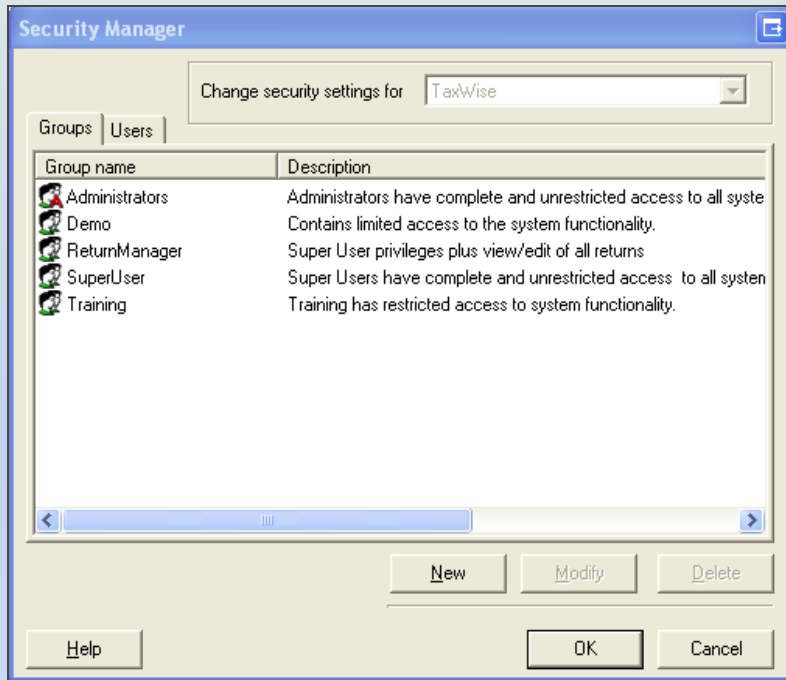 Security Manager
Change security settings for TaxWise
Groups Users
Group name Description
Administrators Administrators have complete and unrestricted access to all syste
Demo Contains limited access to the system functionality.
ReturnManager Super User privileges plus view/edit of all returns
SuperUser Super Users have complete and unrestricted access to all system
Training Training has restricted access to system functionality.
New Modify Delete
Help OK Cancel